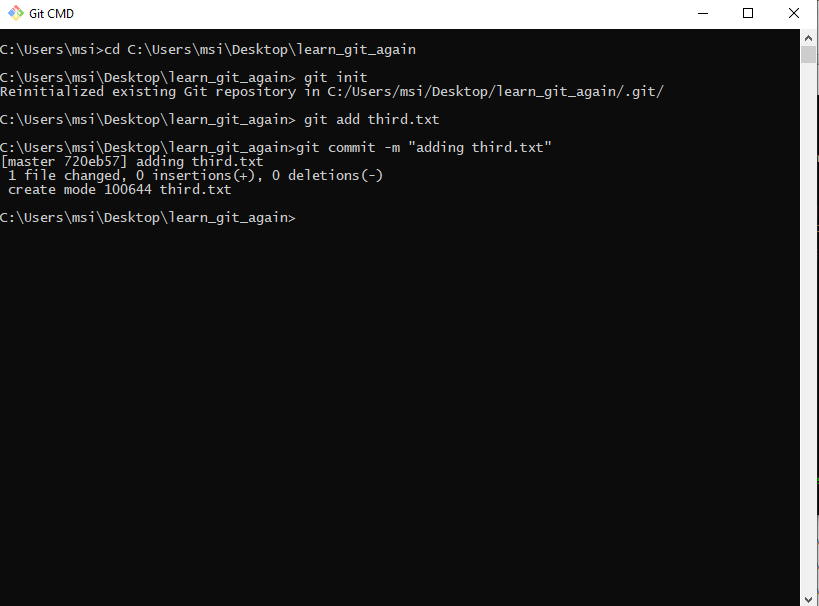 Git CMD
C:\Users\msi>cd C:\Users\msi\Desktop\learn_git_again
C:\Users\msi\Desktop\learn_git_again> git init
Reinitialized existing Git repository in C:/Users/msi/Desktop/learn_git_again/.git/
C:\Users\msi\Desktop\learn_git_again> git add third.txt
C:\Users\msi\Desktop\learn_git_again>git commit -m "adding third.txt"
[master 720eb57] adding third.txt
 1 file changed, 0 insertions(+), 0 deletions(-)
 create mode 100644 third.txt
C:\Users\msi\Desktop\learn_git_again>